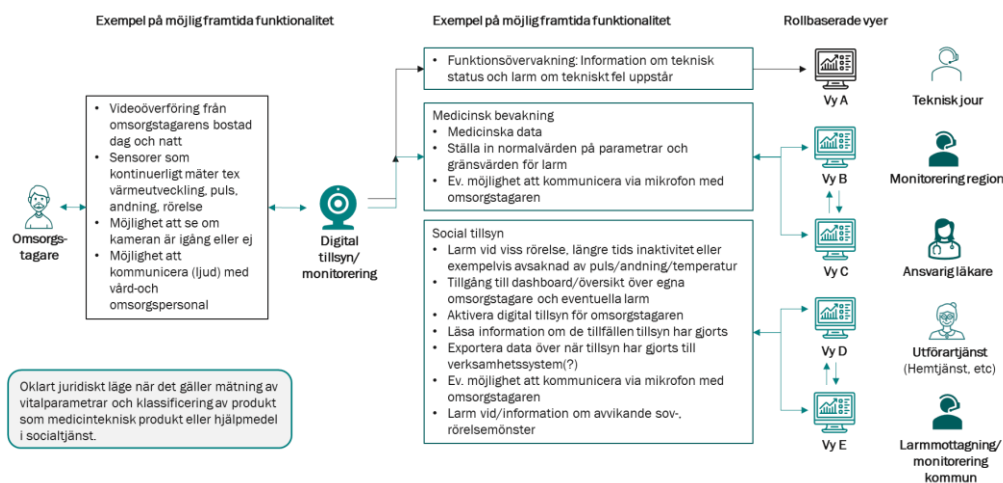 Exempel på möjlig framtida funktionalitet
Exempel på möjlig framtida funktionalitet
Rollbaserade vyer
• Videoöverföring från
omsorgstagarens bostad
dag och natt
• Sensorer som
kontinuerligt mäter tex
värmeutveckling, puls,
andning, rörelse
• Möjlighet att se om
kameran är igång eller ej
• Möjlighet att
kommunicera (ljud) med
vård-och
omsorgspersonal
Omsorgs-
tagare
Digital
tillsyn/
monitorering
• Funktionsövervakning: Information om teknisk
status och larm om tekniskt fel uppstår
Medicinsk bevakning
• Medicinska data
• Ställa in normalvärden på parametrar och
gränsvärden för larm
• Ev. möjlighet att kommunicera via mikrofon med
omsorgstagaren
Social tillsyn
• Larm vid viss rörelse, längre tids inaktivitet eller
exempelvis avsaknad av puls/andning/temperatur
• Tillgång till dashboard/översikt över egna
omsorgstagare och eventuella larm
• Aktivera digital tillsyn för omsorgstagaren
• Läsa information om de tillfällen tillsyn har gjorts
• Exportera data över när tillsyn har gjorts till
verksamhetssystem(?)
• Ev. möjlighet att kommunicera via mikrofon med
omsorgstagaren
• Larm vid/information om avvikande sov-,
rörelsemönster
Vy A
Teknisk jour
Vy B
Monitorering region
Vy C
Ansvarig läkare
Vy D
Utförartjänst
(Hemtjänst, etc)
Vy E
Larmmottagning/
monitorering
kommun
Oklart juridiskt läge när det gäller mätning av
vitalparametrar och klassificering av produkt
som medicinteknisk produkt eller hjälpmedel
i socialtjänst.